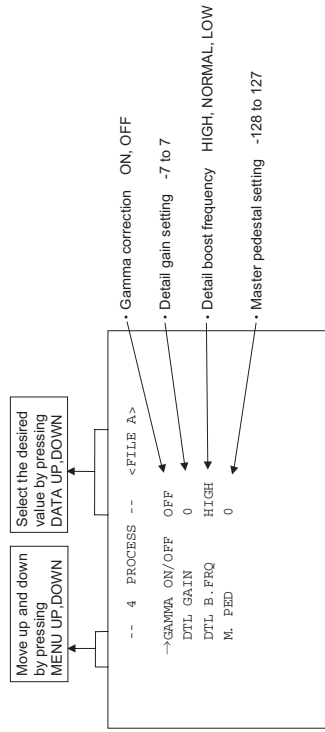 Move up and down
by pressing
MENU UP,DOWN
Select the desired
value by pressing
DATA UP,DOWN
-- 4 PROCESS -- <FILE A>
→GAMMA ON/OFF OFF
DTL GAIN 0
DTL B.FRQ HIGH
M. PED 0
· Gamma correction ON, OFF
· Detail gain setting -7 to 7
· Detail boost frequency HIGH, NORMAL, LOW
· Master pedestal setting -128 to 127